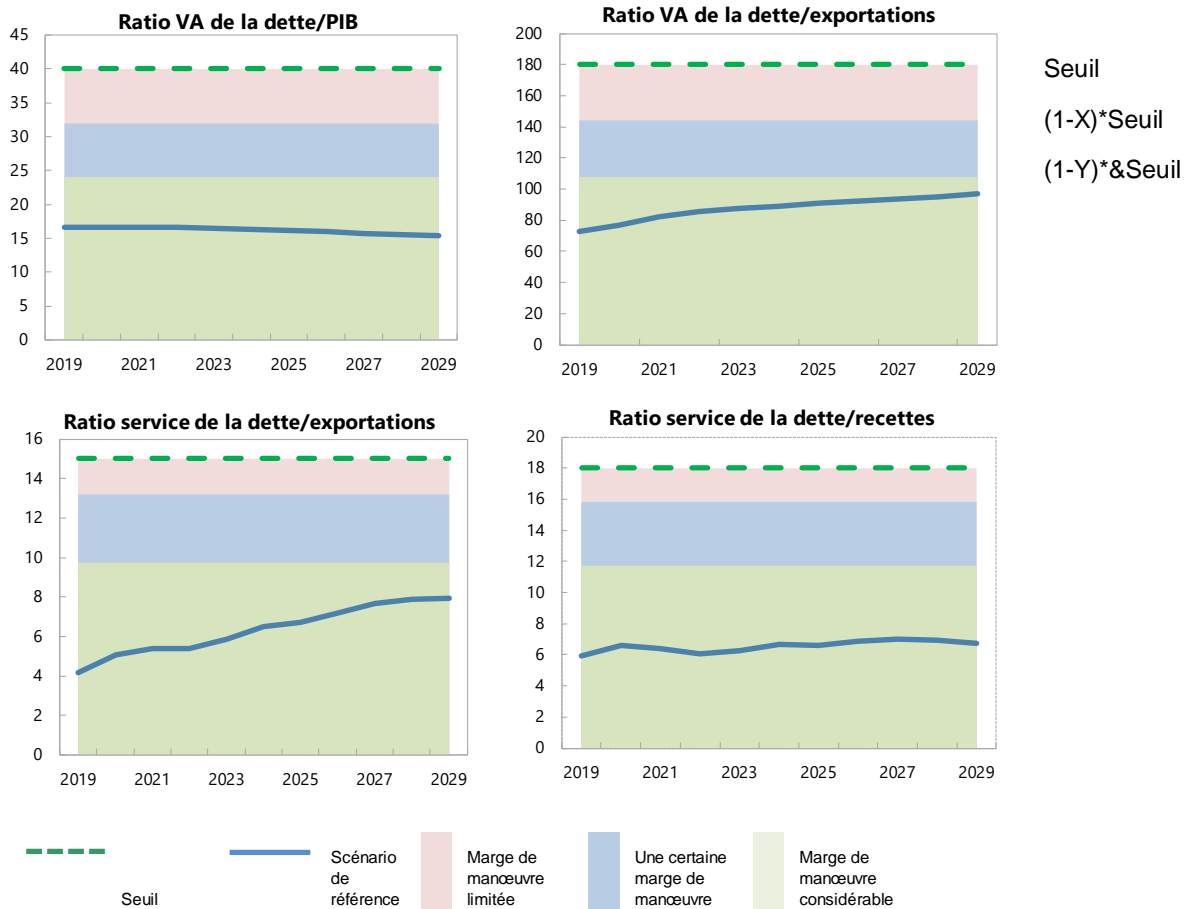 Ratio VA de la dette/PIB
45
40
35
30
25
20
15
10
5
0
2019 2021 2023 2025 2027 2029
Ratio VA de la dette/exportations
200
180
160
140
120
100
80
60
40
20
0
2019 2021 2023 2025 2027 2029
Seuil
(1-X)*Seuil
(1-Y)*&Seuil
Ratio service de la dette/exportations
16
14
12
10
8
6
4
2
0
2019 2021 2023 2025 2027 2029
Ratio service de la dette/recettes
20
18
16
14
12
10
8
6
4
2
0
2019 2021 2023 2025 2027 2029
Seuil
Scénario
de
référence
Marge de
manœuvre
limitée
Une certaine
marge de
manœuvre
Marge de
manœuvre
considérable